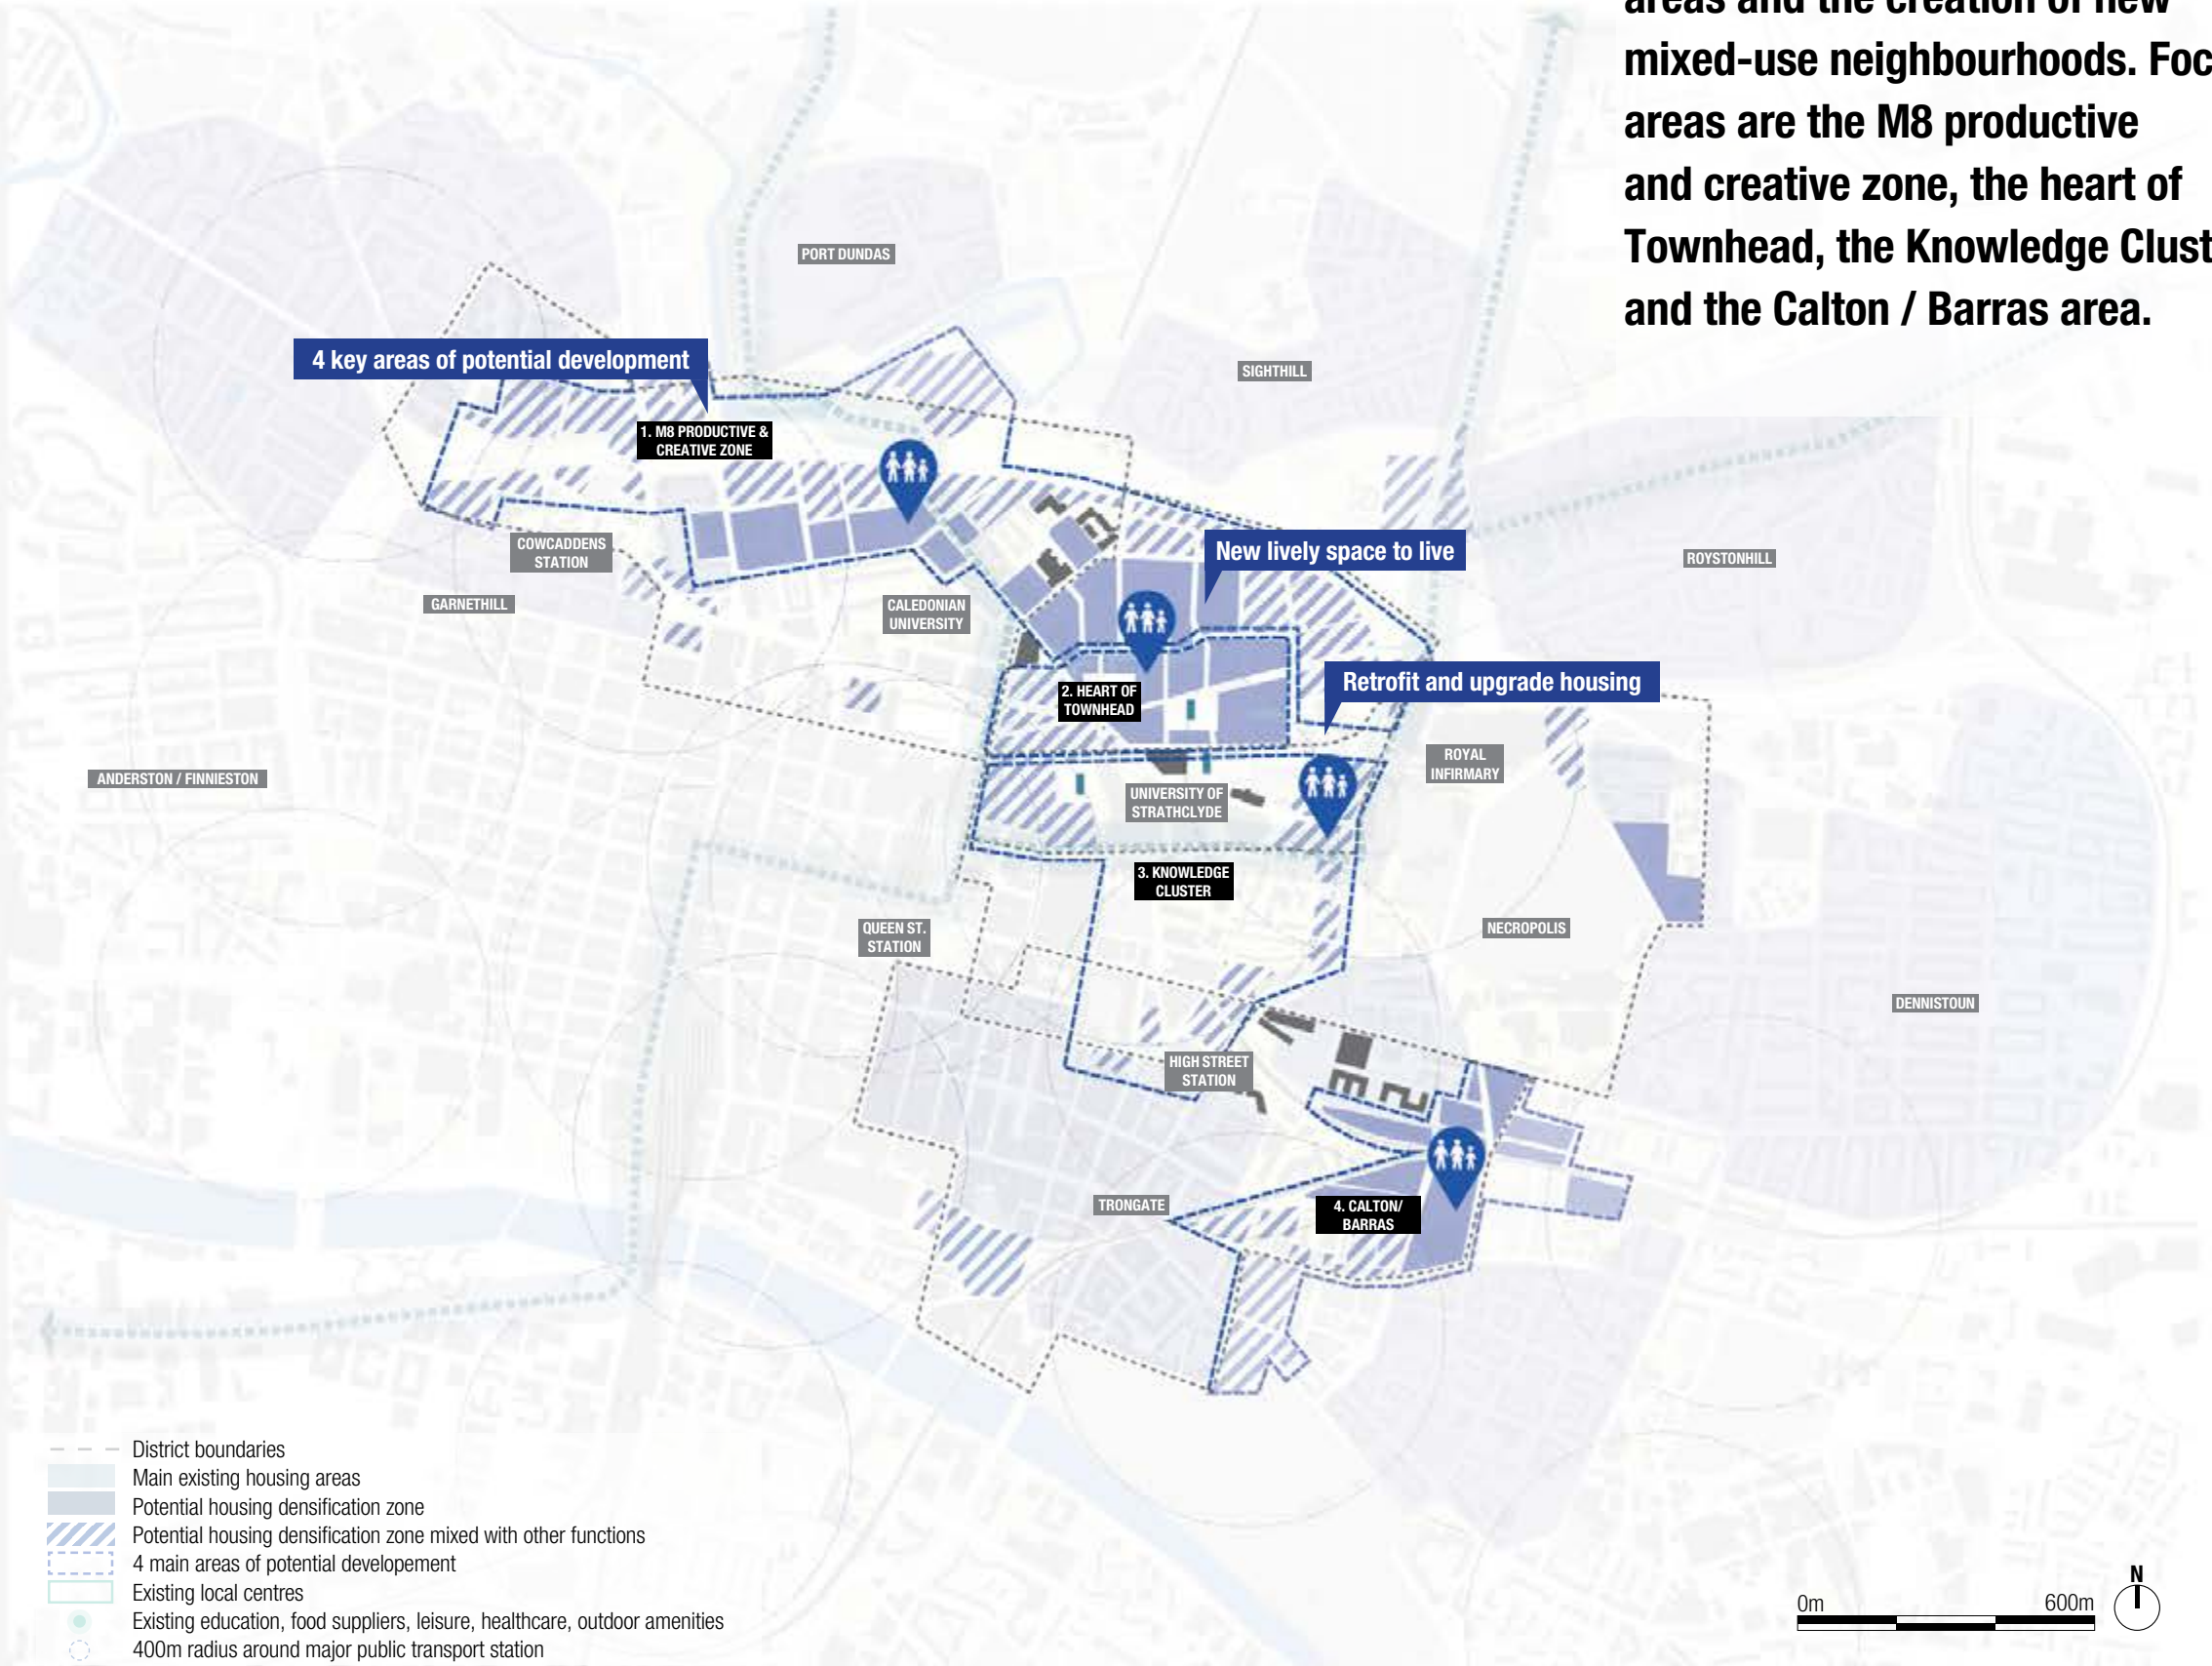 areas and the creation of new
mixed-use neighbourhoods. Foc
areas are the M8 productive
and creative zone, the heart of
Townhead, the Knowledge Clust
and the Calton / Barras area.
PORT DUNDAS
4 key areas of potential development
SIGHTHILL
1. M8 PRODUCTIVE &
CREATIVE ZONE
COWCADDENS
STATION
New lively space to live
ROYSTONHILL
GARNETHILL
CALEDONIAN
UNIVERSITY
Retrofit and upgrade housing
2. HEART OF
TOWNHEAD
ROYAL
INFIRMARY
ANDERSTON / FINNIESTON
UNIVERSITY OF
STRATHCLYDE
3. KNOWLEDGE
CLUSTER
QUEEN ST.
STATION
NECROPOLIS
DENNISTOUN
HIGH STREET
STATION
TRONGATE
4. CALTON/
BARRAS
District boundaries
Main existing housing areas
Potential housing densification zone
Potential housing densification zone mixed with other functions
4 main areas of potential developement
Existing local centres
Existing education, food suppliers, leisure, healthcare, outdoor amenities
400m radius around major public transport station
0m 600m
N